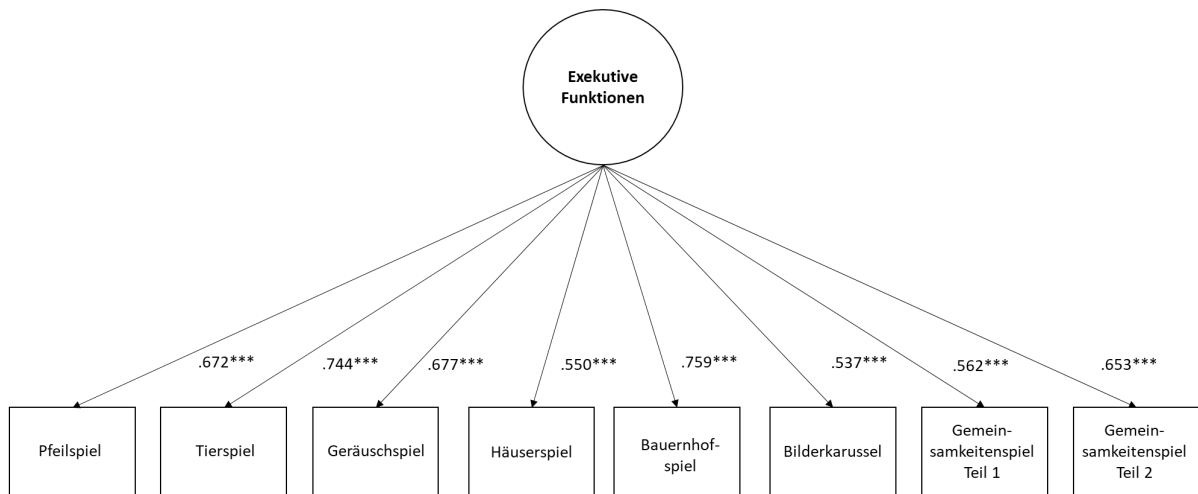 Exekutive
Funktionen
.672***
.744***
.677***
.550***
.759***
.537***
.562***
.653***
Pfeilspiel
Tierspiel
Geräuschspiel
Häuserspiel
Bauernhof-
spiel
Bilderkarussel
Gemein-
samkeitenspiel
Teil 1
Gemein-
samkeitenspiel
Teil 2